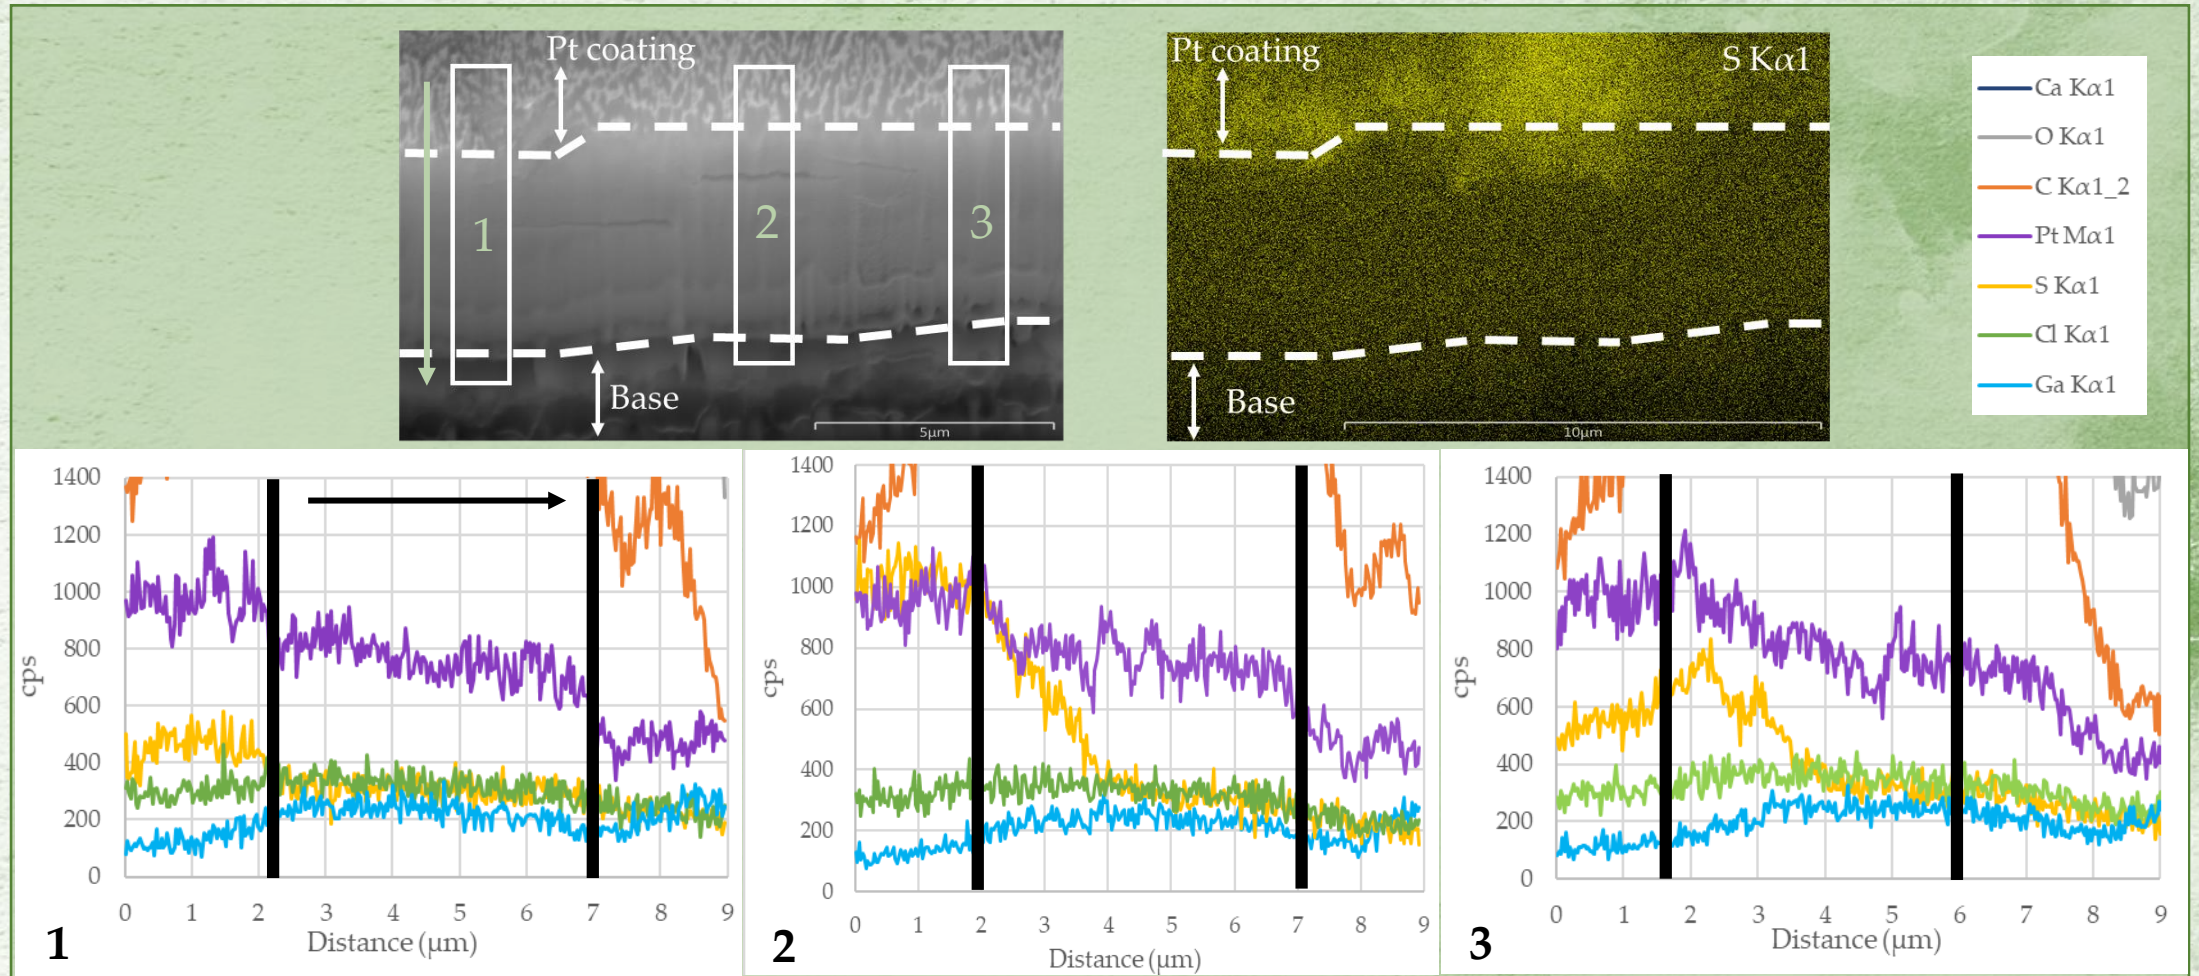 Pt coating
1
2
3
Base
5µm
Pt coating
S Kα1
Base
10µm
Ca Kα1
O Kα1
C Kα1_2
Pt Mα1
S Kα1
Cl Kα1
Ga Kα1
1400
1200
1000
800
600
400
200
0
cps
0 1 2 3 4 5 6 7 8 9
Distance (µm)
1
1400
1200
1000
800
600
400
200
0
cps
0 1 2 3 4 5 6 7 8 9
Distance (µm)
2
1400
1200
1000
800
600
400
200
0
cps
0 1 2 3 4 5 6 7 8 9
Distance (µm)
3